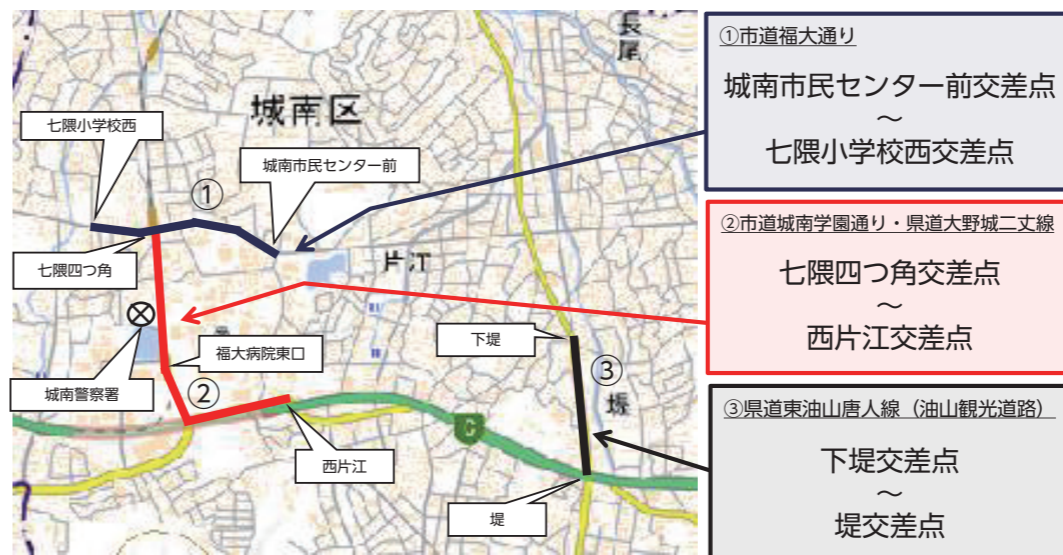 長尾
城南区
七隈小学校西
城南市民センター前
①
七隈四つ角
片江
城南警察署
福大病院東口
②
西片江
下堤
③
堤
堤
①市道福大通り
城南市民センター前交差点
～
七隈小学校西交差点
②市道城南学園通り・県道大野城二丈線
七隈四つ角交差点
～
西片江交差点
③県道東油山唐人線（油山観光道路）
下堤交差点
～
堤交差点